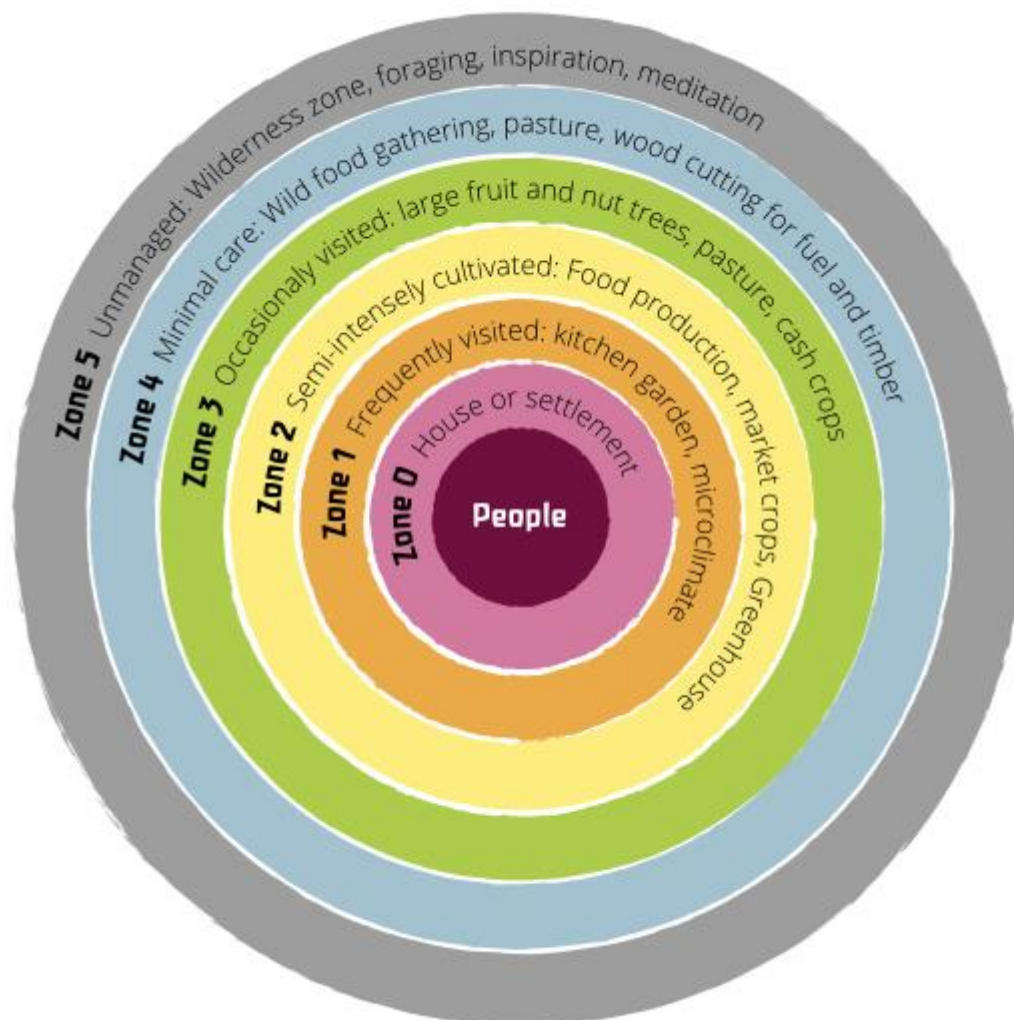 Zone 5 Unmanaged: Wilderness zone, foraging, inspiration, meditation
Zone 4 Minimal care: Wild food gathering, pasture, wood cutting for fuel and timber
Zone 3 Occasionaly visited: large fruit and nut trees, pasture, cash crops
Zone 2 Semi-intensely cultivated: Food production, market crops, Greenhouse
Zone 1 Frequently visited: kitchen garden, microclimate
Zone 0 House or settlement
People